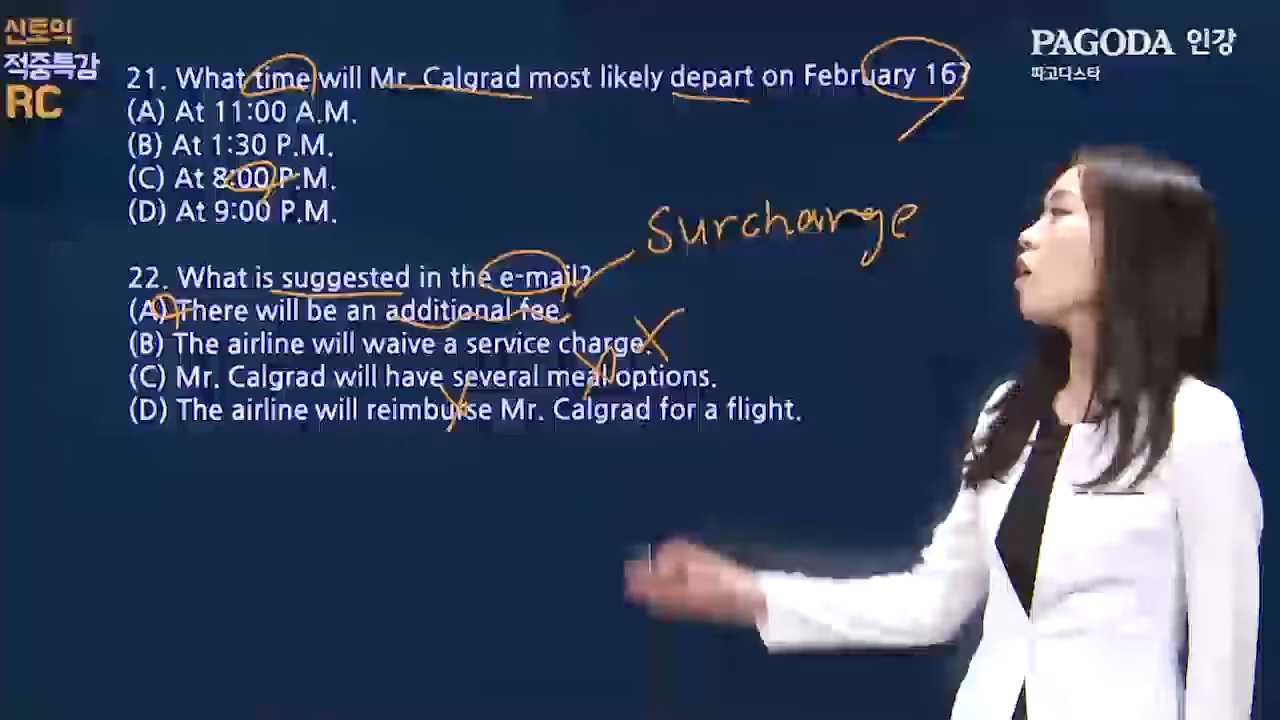 신토익
적중특감
RC
PAGODA 인강
파고다스타
21. What time will Mr. Calgrad most likely depart on February 16?
(A) At 11:00 A.M.
(B) At 1:30 P.M.
(C) At 8:00 P.M.
(D) At 9:00 P.M.
surcharge
22. What is suggested in the e-mail?
(A) There will be an additional fee.
(B) The airline will waive a service charge.
(C) Mr. Calgrad will have several meal options.
(D) The airline will reimburse Mr. Calgrad for a flight.